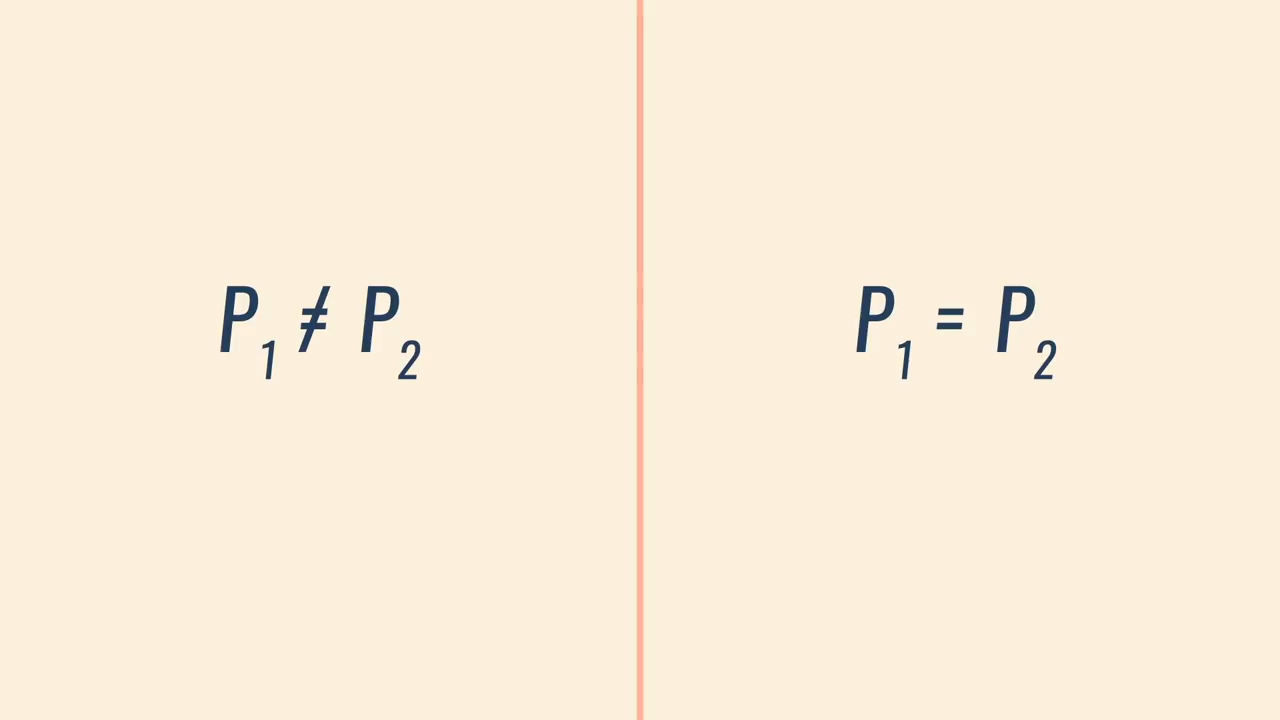 P₁ ≠ P₂
P₁ = P₂